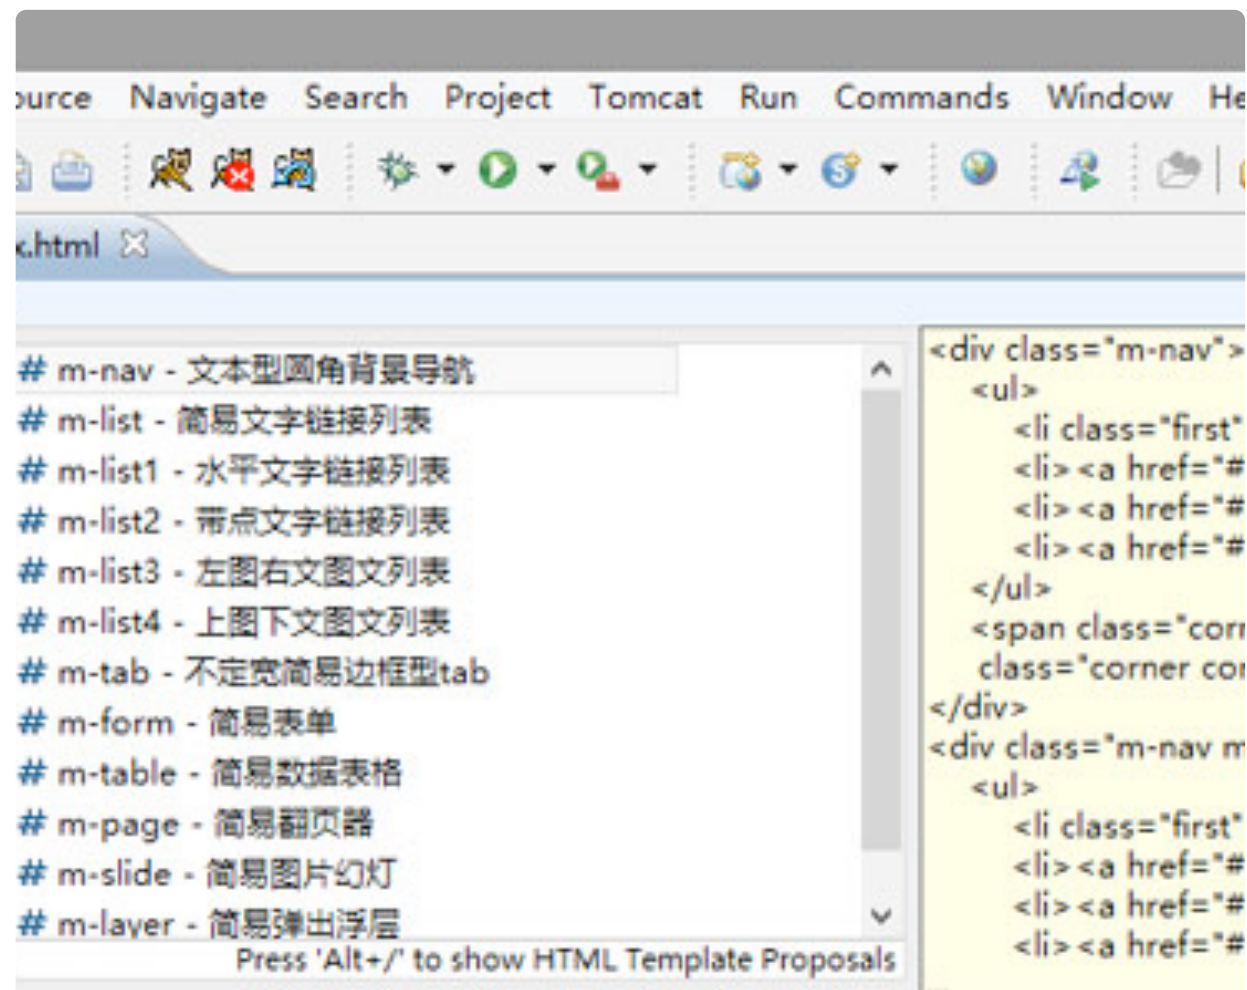 ource Navigate Search Project Tomcat Run Commands Window He
x.html
# m-nav - 文本型圆角背景导航
# m-list - 简易文字链接列表
# m-list1 - 水平文字链接列表
# m-list2 - 带点文字链接列表
# m-list3 - 左图右文图文列表
# m-list4 - 上图下文图文列表
# m-tab - 不定宽简易边框型tab
# m-form - 简易表单
# m-table - 简易数据表格
# m-page - 简易翻页器
# m-slide - 简易图片幻灯
# m-layer - 简易弹出浮层
Press 'Alt+/' to show HTML Template Proposals
<div class="m-nav">
<ul>
<li class="first"
<li><a href="#
<li><a href="#
<li><a href="#
</ul>
<span class="corn
class="corner cor
</div>
<div class="m-nav m
<ul>
<li class="first"
<li><a href="#
<li><a href="#
<li><a href="#